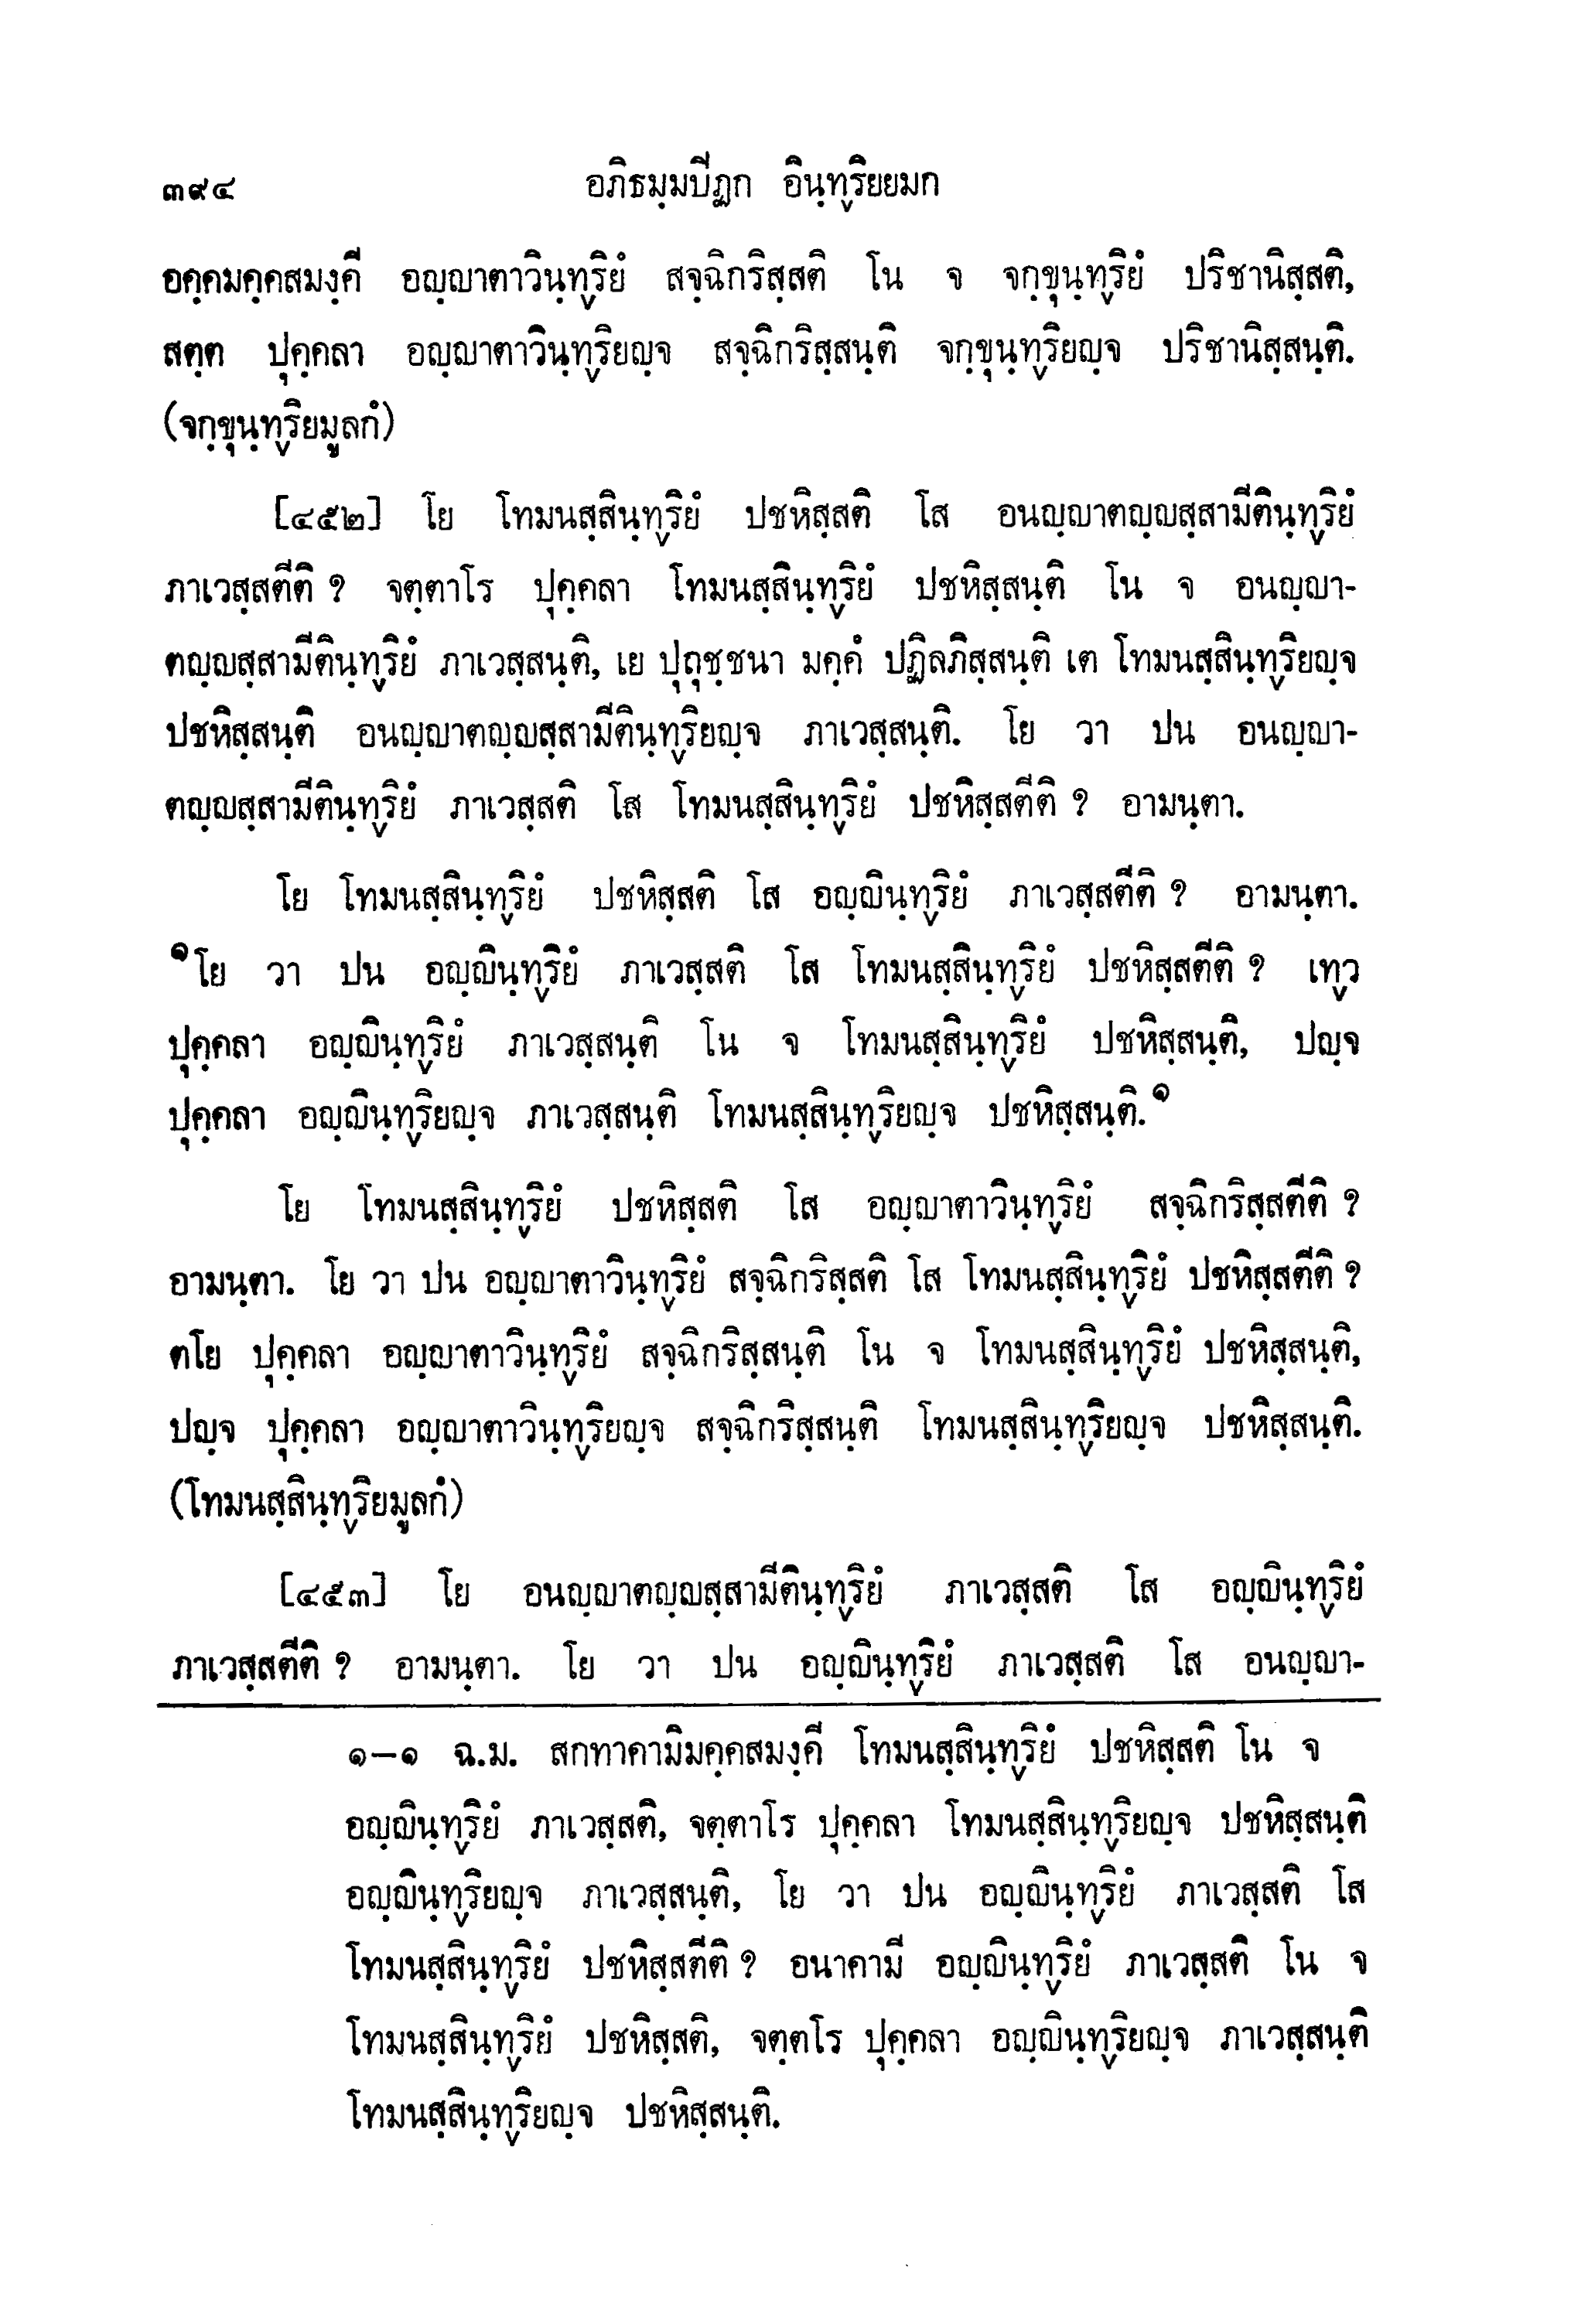 ๓๙๔ อภิธมฺมปีฏก อินฺทฺริยยมก
อคฺคมคฺคสมงฺคี อญฺญาตาวินฺทฺริยํ สจฺฉิกริสฺสติ โน จ จกฺขุนฺทฺริยํ ปริชานิสฺสติ,
สตฺต ปุคฺคลา อญฺญาตาวินฺทฺริยญฺจ สจฺฉิกริสฺสนฺติ จกฺขุนฺทฺริยญฺจ ปริชานิสฺสนฺติ.
(จกฺขุนฺทฺริยมูลกํ)
[๔๕๒] โย โทมนสฺสินฺทฺริยํ ปชหิสฺสติ โส อนญฺญาตญฺญสฺสามีตินฺทฺริยํ
ภาเวสฺสตีติ ? จตฺตาโร ปุคฺคลา โทมนสฺสินฺทฺริยํ ปชหิสฺสนฺติ โน จ อนญฺญา-
ตญฺญสฺสามีตินฺทฺริยํ ภาเวสฺสนฺติ, เย ปุถุชฺชนา มคฺคํ ปฏิลภิสฺสนฺติ เต โทมนสฺสินฺทฺริยญฺจ
ปชหิสฺสนฺติ อนญฺญาตญฺญสฺสามีตินฺทฺริยญฺจ ภาเวสฺสนฺติ. โย วา ปน อนญฺญา-
ตญฺญสฺสามีตินฺทฺริยํ ภาเวสฺสติ โส โทมนสฺสินฺทฺริยํ ปชหิสฺสตีติ ? อามนฺตา.
โย โทมนสฺสินฺทฺริยํ ปชหิสฺสติ โส อญฺญินฺทฺริยํ ภาเวสฺสตีติ ? อามนฺตา.
๑โย วา ปน อญฺญินฺทฺริยํ ภาเวสฺสติ โส โทมนสฺสินฺทฺริยํ ปชหิสฺสตีติ ? เทฺว
ปุคฺคลา อญฺญินฺทฺริยํ ภาเวสฺสนฺติ โน จ โทมนสฺสินฺทฺริยํ ปชหิสฺสนฺติ, ปญฺจ
ปุคฺคลา อญฺญินฺทฺริยญฺจ ภาเวสฺสนฺติ โทมนสฺสินฺทฺริยญฺจ ปชหิสฺสนฺติ.๑
โย โทมนสฺสินฺทฺริยํ ปชหิสฺสติ โส อญฺญาตาวินฺทฺริยํ สจฺฉิกริสฺสตีติ ?
อามนฺตา. โย วา ปน อญฺญาตาวินฺทฺริยํ สจฺฉิกริสฺสติ โส โทมนสฺสินฺทฺริยํ ปชหิสฺสตีติ ?
ตโย ปุคฺคลา อญฺญาตาวินฺทฺริยํ สจฺฉิกริสฺสนฺติ โน จ โทมนสฺสินฺทฺริยํ ปชหิสฺสนฺติ,
ปญฺจ ปุคฺคลา อญฺญาตาวินฺทฺริยญฺจ สจฺฉิกริสฺสนฺติ โทมนสฺสินฺทฺริยญฺจ ปชหิสฺสนฺติ.
(โทมนสฺสินฺทฺริยมูลกํ)
[๔๕๓] โย อนญฺญาตญฺญสฺสามีตินฺทฺริยํ ภาเวสฺสติ โส อญฺญินฺทฺริยํ
ภาเวสฺสตีติ ? อามนฺตา. โย วา ปน อญฺญินฺทฺริยํ ภาเวสฺสติ โส อนญฺญา-
๑–๑ ฉ.ม. สกทาคามิมคฺคสมงฺคี โทมนสฺสินฺทฺริยํ ปชหิสฺสติ โน จ
อญฺญินฺทฺริยํ ภาเวสฺสติ, จตฺตาโร ปุคฺคลา โทมนสฺสินฺทฺริยญฺจ ปชหิสฺสนฺติ
อญฺญินฺทฺริยญฺจ ภาเวสฺสนฺติ, โย วา ปน อญฺญินฺทฺริยํ ภาเวสฺสติ โส
โทมนสฺสินฺทฺริยํ ปชหิสฺสตีติ ? อนาคามี อญฺญินฺทฺริยํ ภาเวสฺสติ โน จ
โทมนสฺสินฺทฺริยํ ปชหิสฺสติ, จตฺตโร ปุคฺคลา อญฺญินฺทฺริยญฺจ ภาเวสฺสนฺติ
โทมนสฺสินฺทฺริยญฺจ ปชหิสฺสนฺติ.